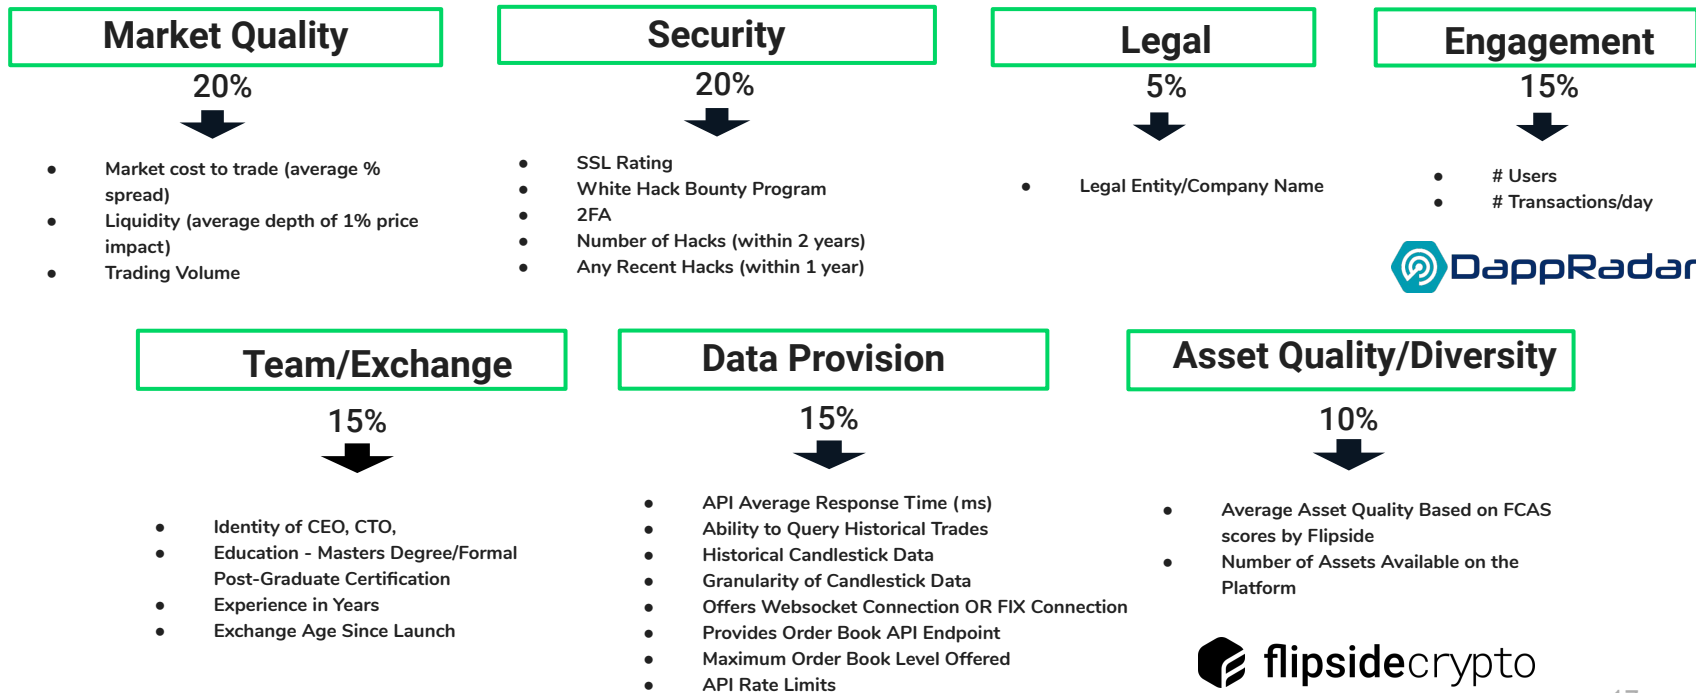 Market Quality
20%
● Market cost to trade (average %
spread)
● Liquidity (average depth of 1% price
impact)
● Trading Volume
Security
20%
● SSL Rating
● White Hack Bounty Program
● 2FA
● Number of Hacks (within 2 years)
● Any Recent Hacks (within 1 year)
Legal
5%
● Legal Entity/Company Name
Engagement
15%
● # Users
● # Transactions/day
DappRadar
Team/Exchange
15%
● Identity of CEO, CTO,
● Education - Masters Degree/Formal
Post-Graduate Certification
● Experience in Years
● Exchange Age Since Launch
Data Provision
15%
● API Average Response Time (ms)
● Ability to Query Historical Trades
● Historical Candlestick Data
● Granularity of Candlestick Data
● Offers Websocket Connection OR FIX Connection
● Provides Order Book API Endpoint
● Maximum Order Book Level Offered
● API Rate Limits
Asset Quality/Diversity
10%
● Average Asset Quality Based on FCAS
scores by Flipside
● Number of Assets Available on the
Platform
flipsidecrypto